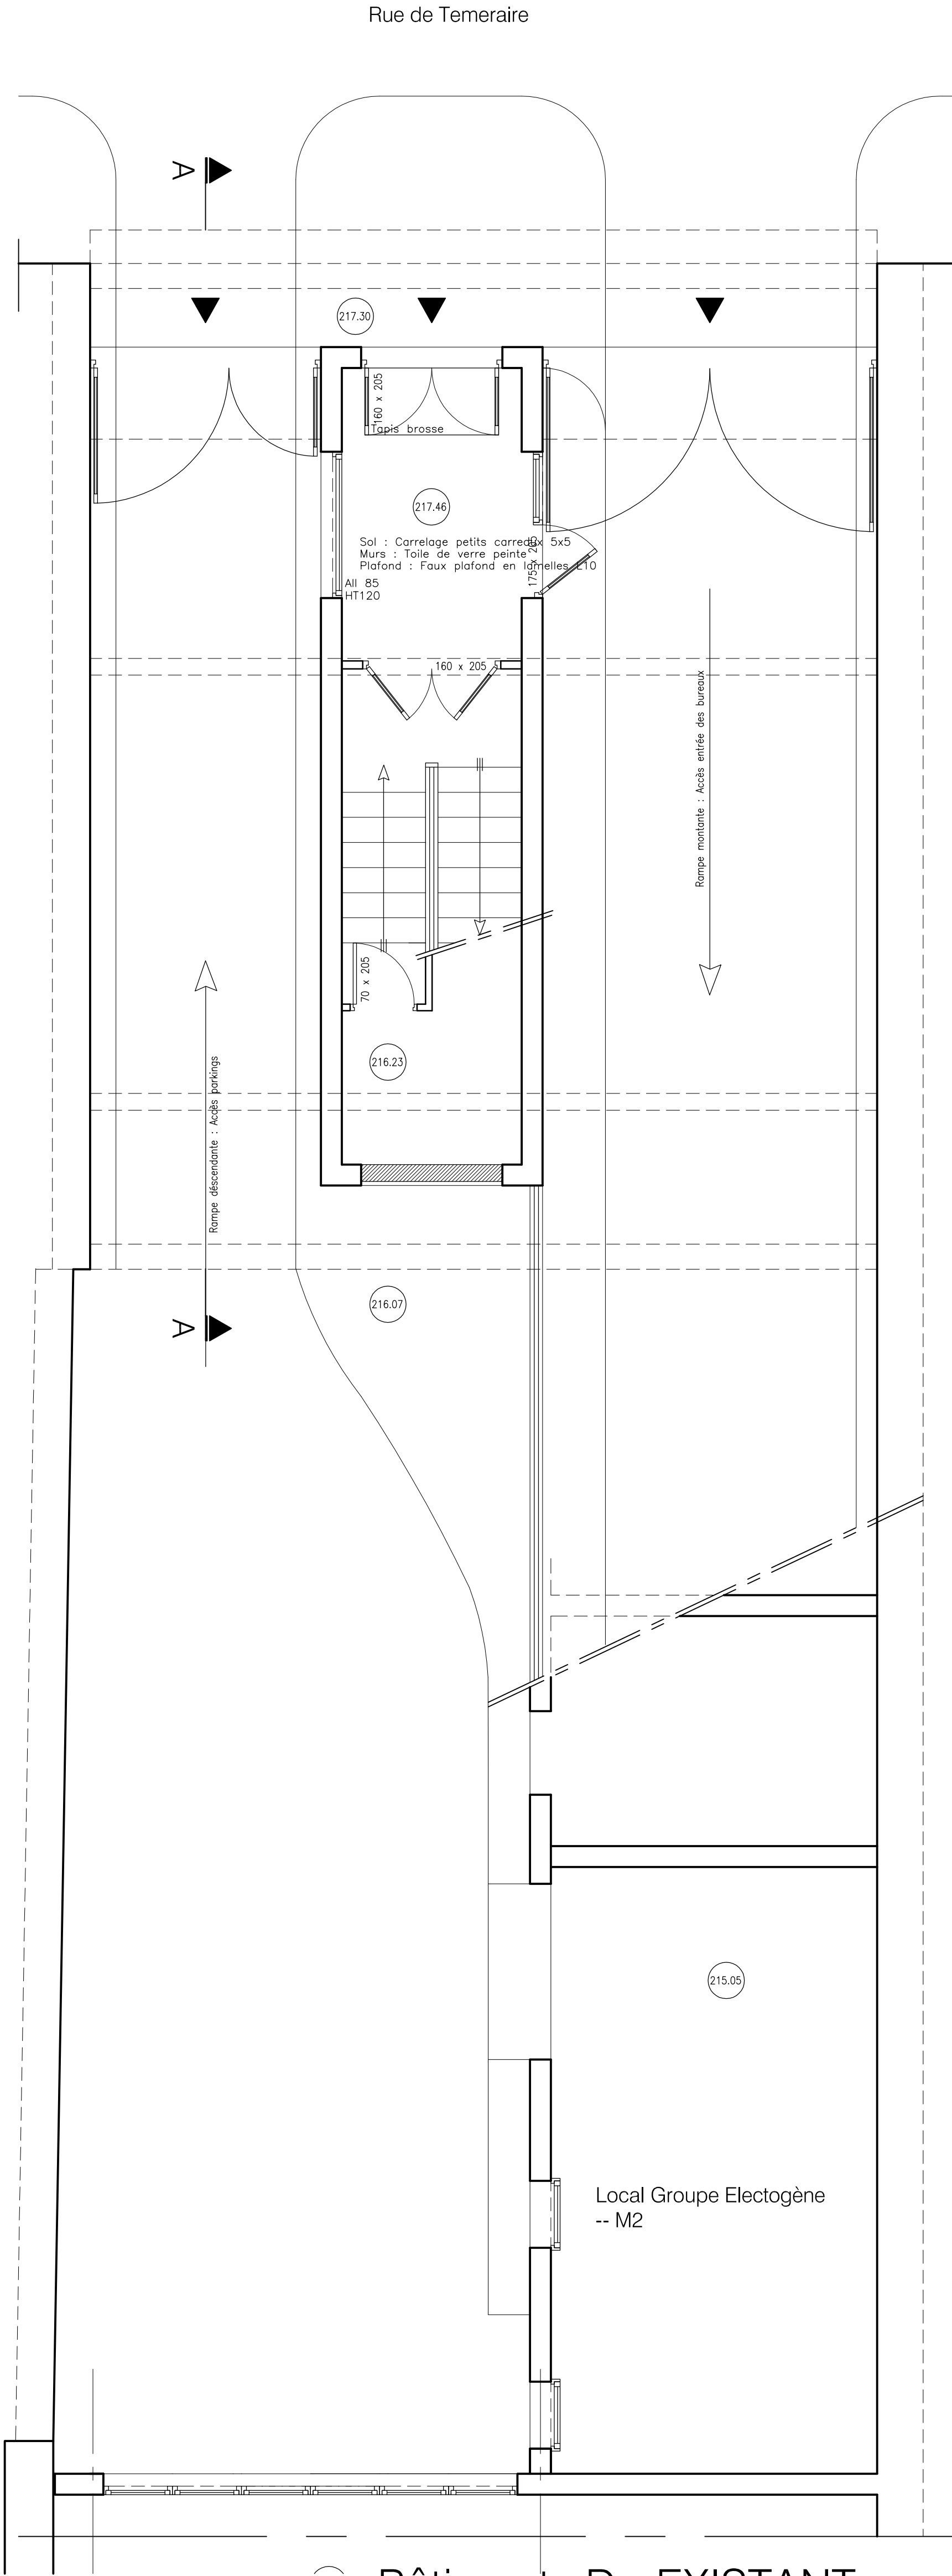 Rue de Temeraire
A
217.30
160 x 205
Tapis brosse
217.46
Sol : Carrelage petits carreaux 5x5
Murs : Toile de verre peinte
Plafond : Faux plafond en lamelles E10
175 x 205
All 85
HT120
160 x 205
Rampe montante : Accès entrée des bureaux
70 x 205
216.23
Rampe déscendante : Accès parkings
216.07
A
215.05
Local Groupe Electogène
-- M2